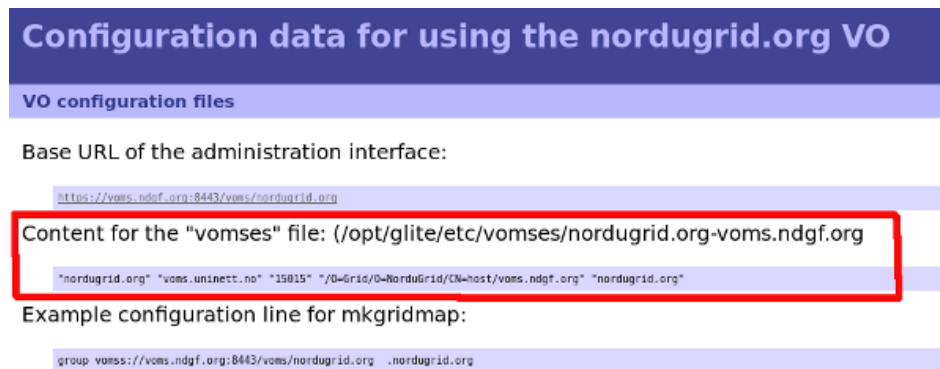 Configuration data for using the nordugrid.org VO
VO configuration files
Base URL of the administration interface:
https://voms.ndgf.org:8443/voms/nordugrid.org
Content for the "vomses" file: (/opt/glite/etc/vomses/nordugrid.org-voms.ndgf.org
"nordugrid.org" "voms.uninett.no" "15015" "/O=Grid/O=NorduGrid/CN=host/voms.ndgf.org" "nordugrid.org"
Example configuration line for mkgridmap:
group vomss://voms.ndgf.org:8443/voms/nordugrid.org .nordugrid.org